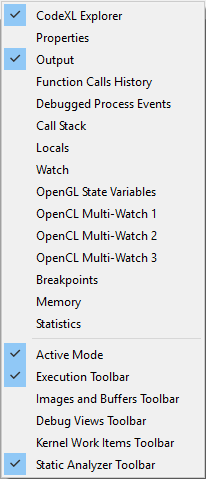 CodeXL Explorer
Properties
Output
Function Calls History
Debugged Process Events
Call Stack
Locals
Watch
OpenGL State Variables
OpenCL Multi-Watch 1
OpenCL Multi-Watch 2
OpenCL Multi-Watch 3
Breakpoints
Memory
Statistics
Active Mode
Execution Toolbar
Images and Buffers Toolbar
Debug Views Toolbar
Kernel Work Items Toolbar
Static Analyzer Toolbar